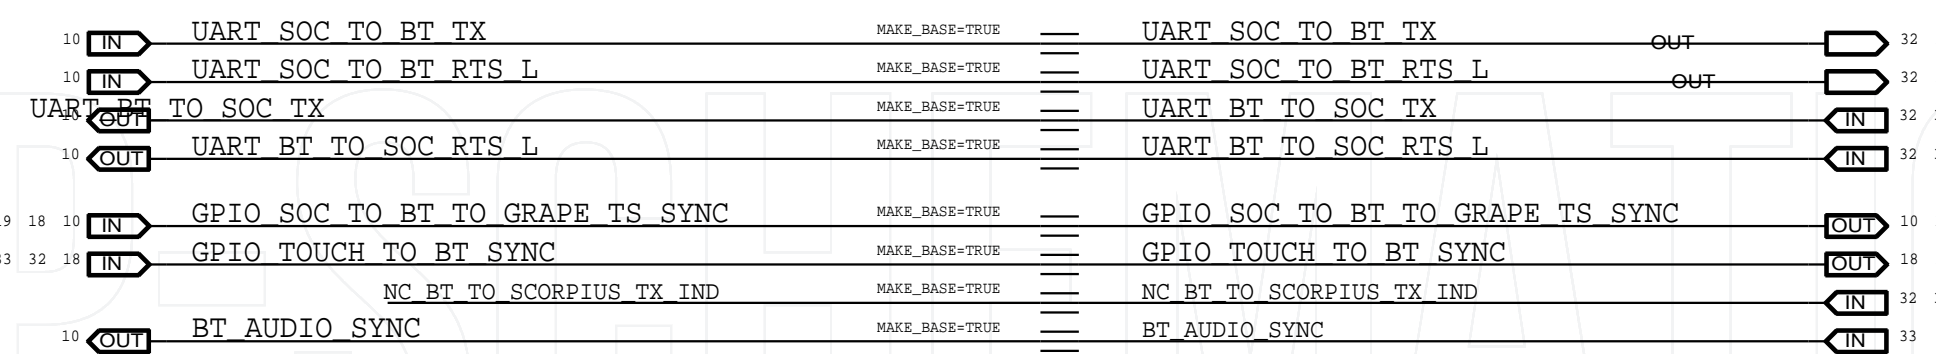 10 IN UART_SOC_TO_BT_TX MAKE_BASE=TRUE UART_SOC_TO_BT_TX OUT 32
10 IN UART_SOC_TO_BT_RTS_L MAKE_BASE=TRUE UART_SOC_TO_BT_RTS_L OUT 32
10 OUT UART_BT_TO_SOC_TX MAKE_BASE=TRUE UART_BT_TO_SOC_TX IN 32
10 OUT UART_BT_TO_SOC_RTS_L MAKE_BASE=TRUE UART_BT_TO_SOC_RTS_L IN 32
18 10 IN GPIO_SOC_TO_BT_TO_GRAPE_TS_SYNC MAKE_BASE=TRUE GPIO_SOC_TO_BT_TO_GRAPE_TS_SYNC OUT 10
32 18 IN GPIO_TOUCH_TO_BT_SYNC MAKE_BASE=TRUE GPIO_TOUCH_TO_BT_SYNC OUT 18
NC_BT_TO_SCORPIUS_TX_IND MAKE_BASE=TRUE NC_BT_TO_SCORPIUS_TX_IND IN 32
10 OUT BT_AUDIO_SYNC MAKE_BASE=TRUE BT_AUDIO_SYNC IN 33